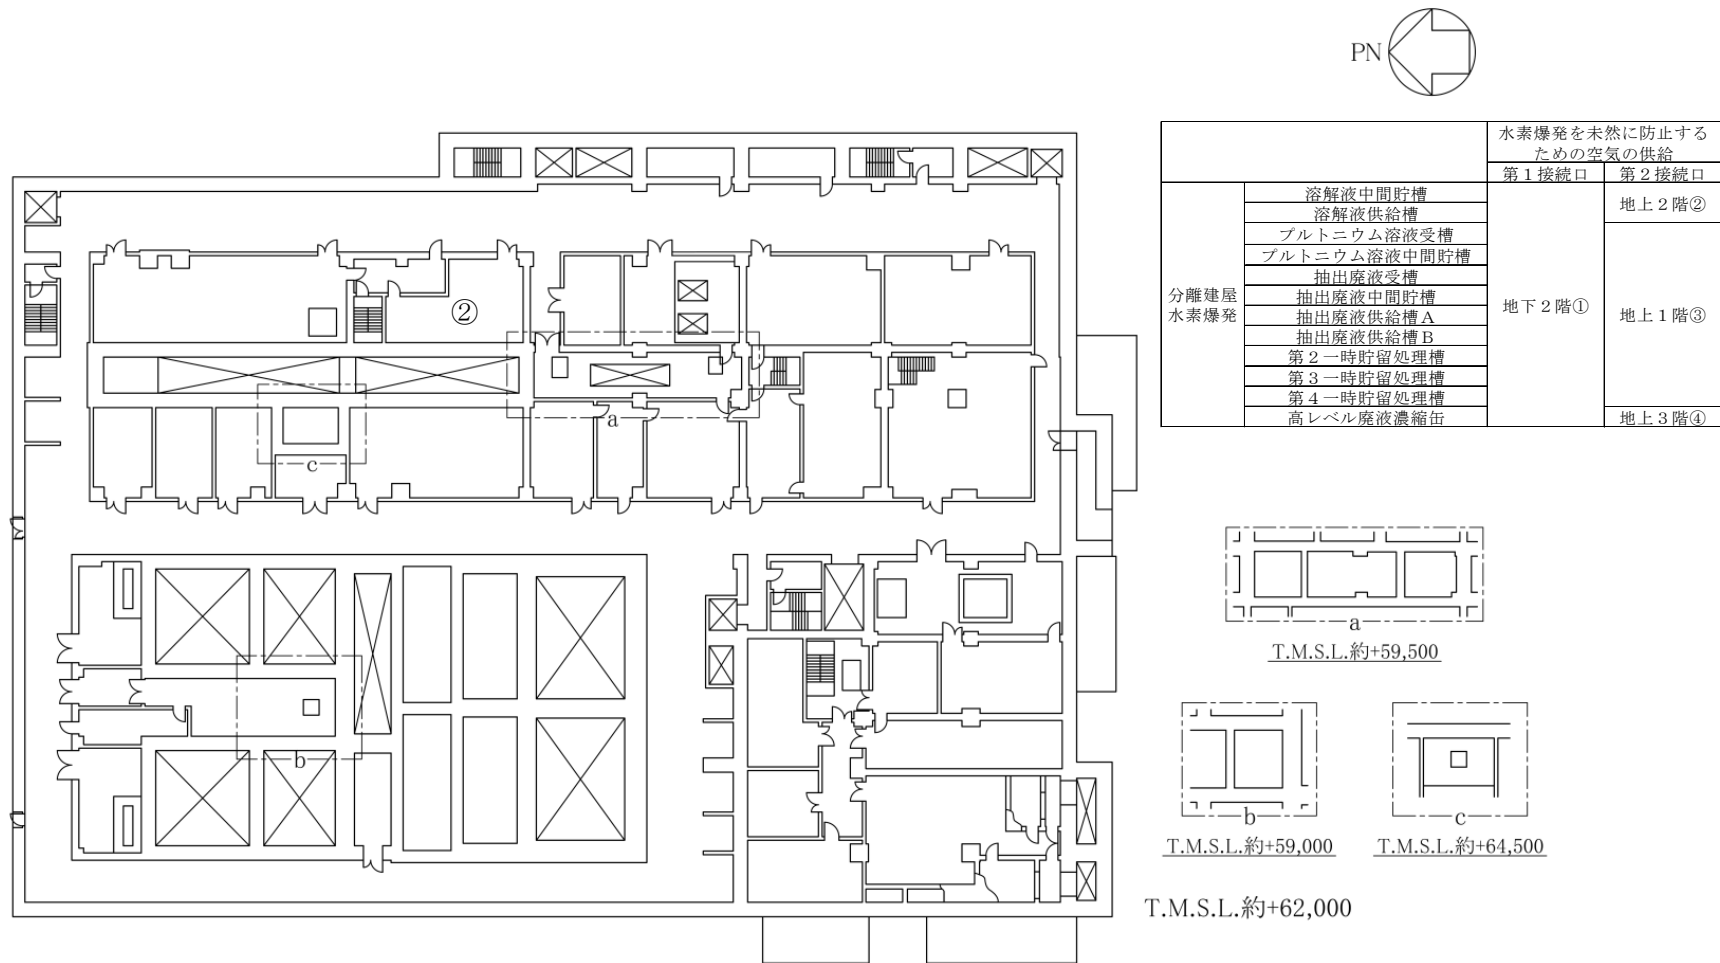 PN
水素爆発を未然に防止する
ための空気の供給
第1接続口 第2接続口
分離建屋
水素爆発
溶解液中間貯槽
溶解液供給槽
プルトニウム溶液受槽
プルトニウム溶液中間貯槽
抽出廃液受槽
抽出廃液中間貯槽
抽出廃液供給槽A
抽出廃液供給槽B
第2一時貯留処理槽
第3一時貯留処理槽
第4一時貯留処理槽
高レベル廃液濃縮缶
地下2階①
地上2階②
地上1階③
地上3階④
②
a
c
b
a
T.M.S.L.約+59,500
b
T.M.S.L.約+59,000
c
T.M.S.L.約+64,500
T.M.S.L.約+62,000